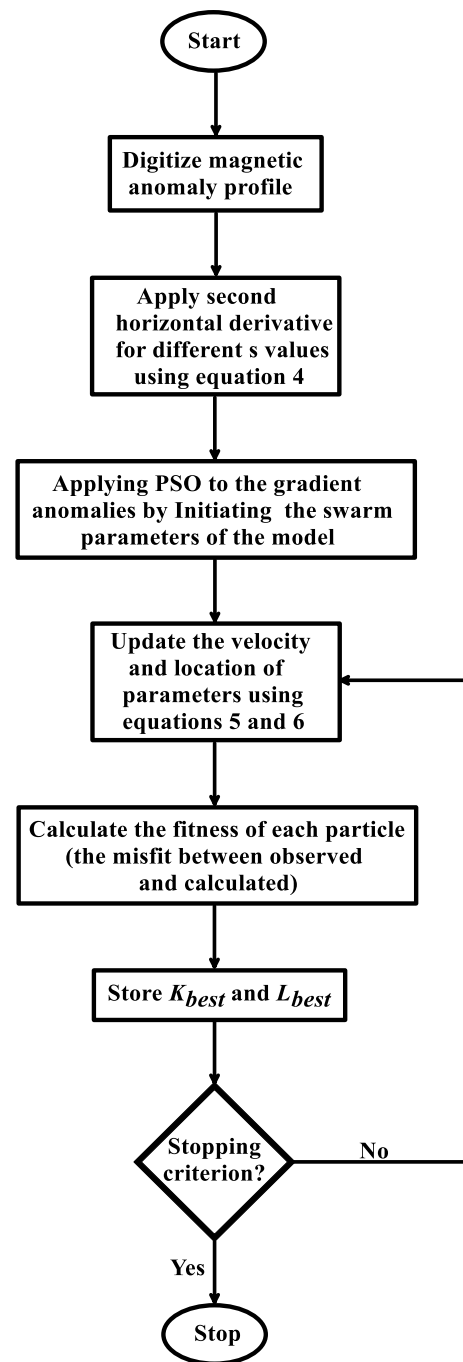 Start
Digitize magnetic
anomaly profile
Apply second
horizontal derivative
for different s values
using equation 4
Applying PSO to the gradient
anomalies by Initiating the swarm
parameters of the model
Update the velocity
and location of
parameters using
equations 5 and 6
Calculate the fitness of each particle
(the misfit between observed
and calculated)
Store K_best and L_best
Stopping
criterion?
No
Yes
Stop